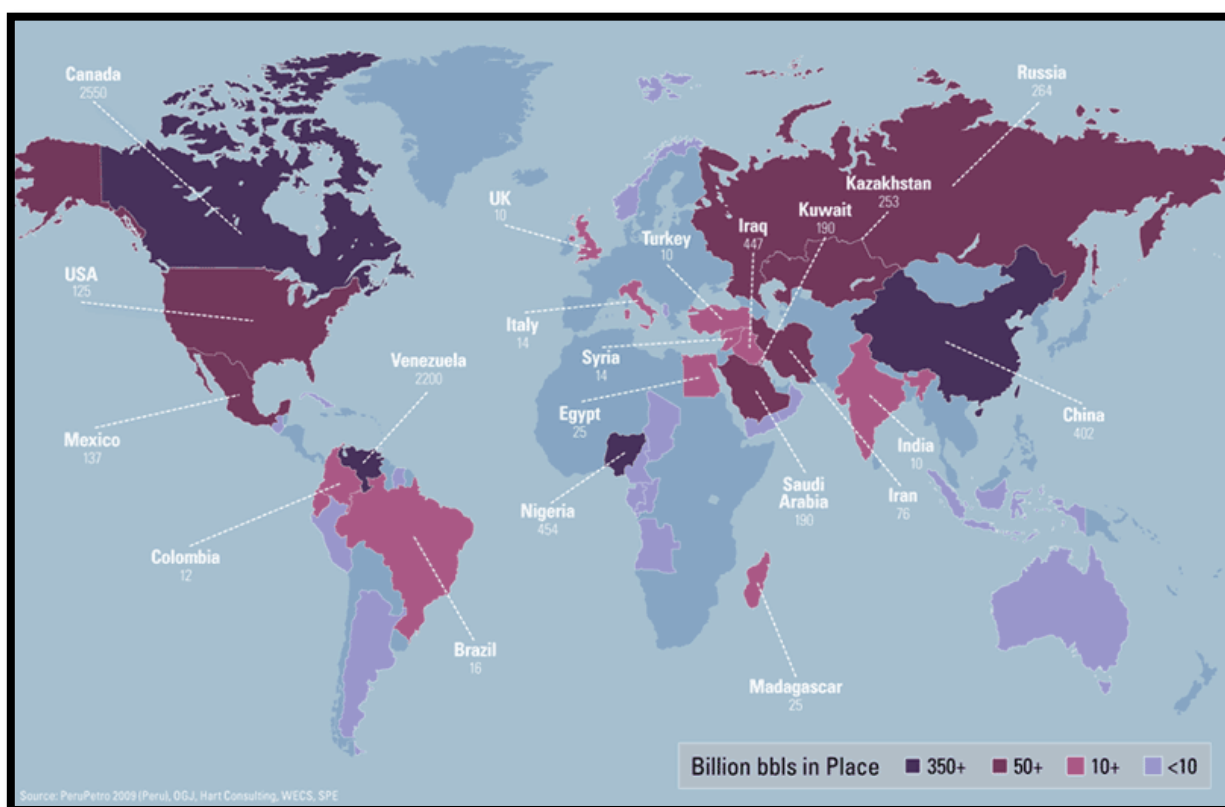 Canada
2550
Russia
264
UK
10
Kazakhstan
253
Kuwait
190
Iraq
447
Turkey
10
USA
125
Italy
14
Venezuela
2200
Syria
14
Egypt
25
China
402
Mexico
137
India
10
Saudi
Arabia
190
Iran
76
Nigeria
454
Colombia
12
Brazil
16
Madagascar
25
Billion bbls in Place 350+ 50+ 10+ <10
Source: PeruPetro 2009 (Peru), OGJ, Hart Consulting, WECS, SPE